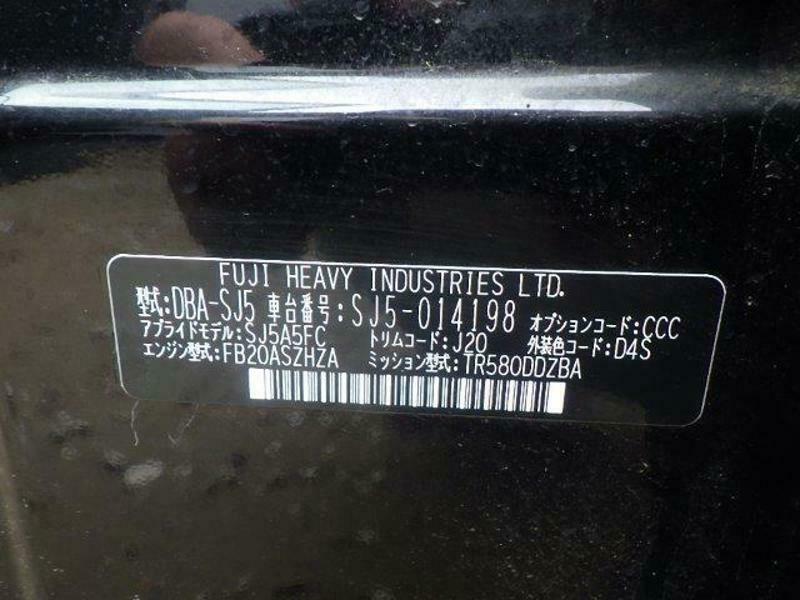 FUJI HEAVY INDUSTRIES LTD.
型式:DBA-SJ5 車台番号:SJ5-014198 オプションコード:CCC
アプライドモデル:SJ5A5FC トリムコード:J20 外装色コード:D4S
エンジン型式:FB20ASZHZA ミッション型式:TR580DDZBA